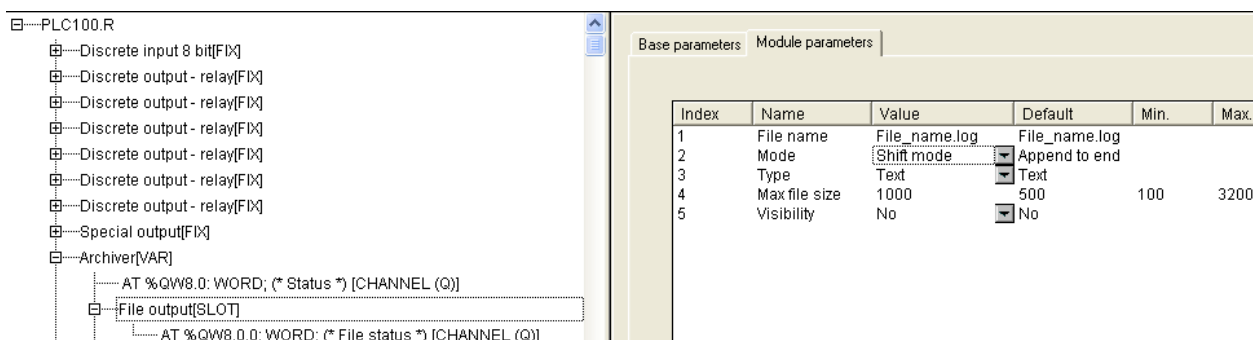 PLC100.R
Discrete input 8 bit[FIX]
Discrete output - relay[FIX]
Discrete output - relay[FIX]
Discrete output - relay[FIX]
Discrete output - relay[FIX]
Discrete output - relay[FIX]
Discrete output - relay[FIX]
Special output[FIX]
Archiver[VAR]
AT %QW8.0: WORD; (* Status *) [CHANNEL (Q)]
File output[SLOT]
AT %QW8.0.0: WORD; (* File status *) [CHANNEL (Q)]
Base parameters Module parameters
Index Name Value Default Min. Max.
1 File name File_name.log File_name.log
2 Mode Shift mode Append to end
3 Type Text Text
4 Max file size 1000 500 100 3200
5 Visibility No No